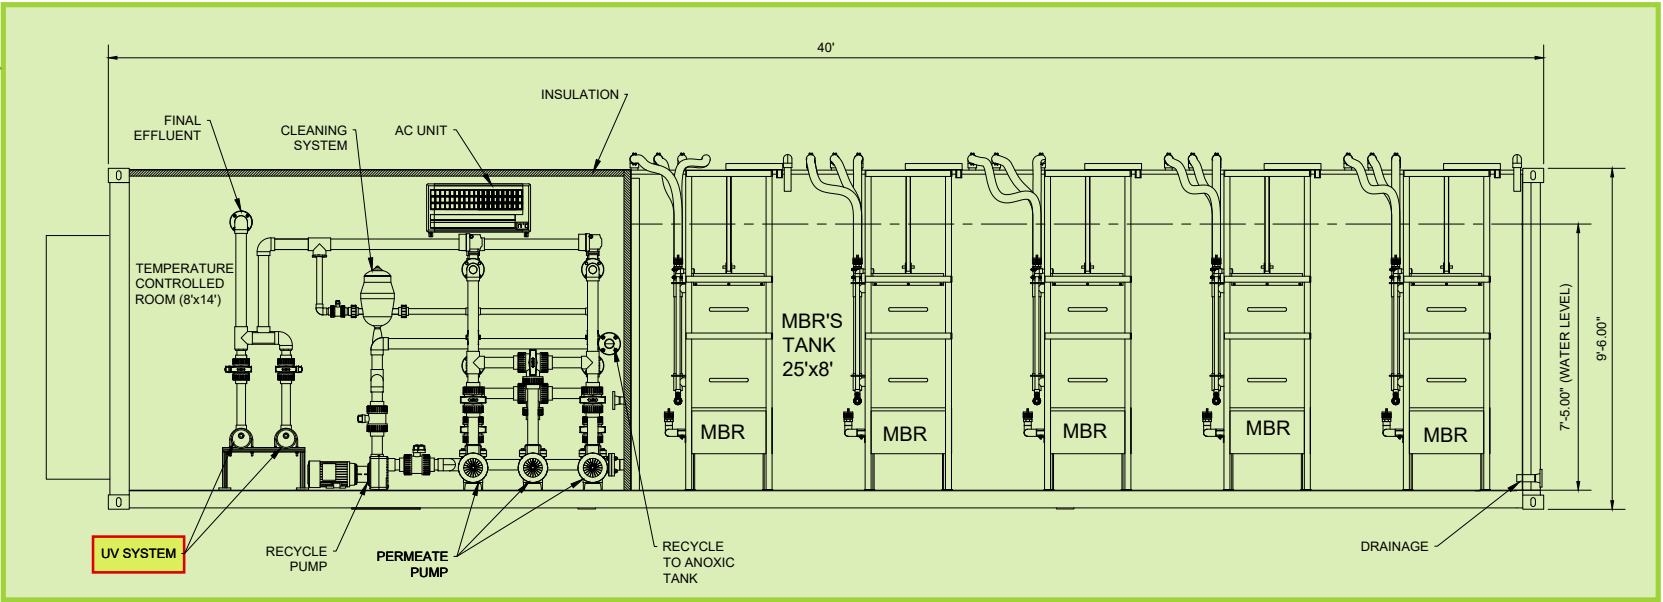 40'
INSULATION
FINAL
EFFLUENT
CLEANING
SYSTEM
AC UNIT
TEMPERATURE
CONTROLLED
ROOM (8'x14')
MBR'S
TANK
25'x8'
MBR
MBR
MBR
MBR
MBR
7'-5.00" (WATER LEVEL)
9'-6.00"
UV SYSTEM
RECYCLE
PUMP
PERMEATE
PUMP
RECYCLE
TO ANOXIC
TANK
DRAINAGE